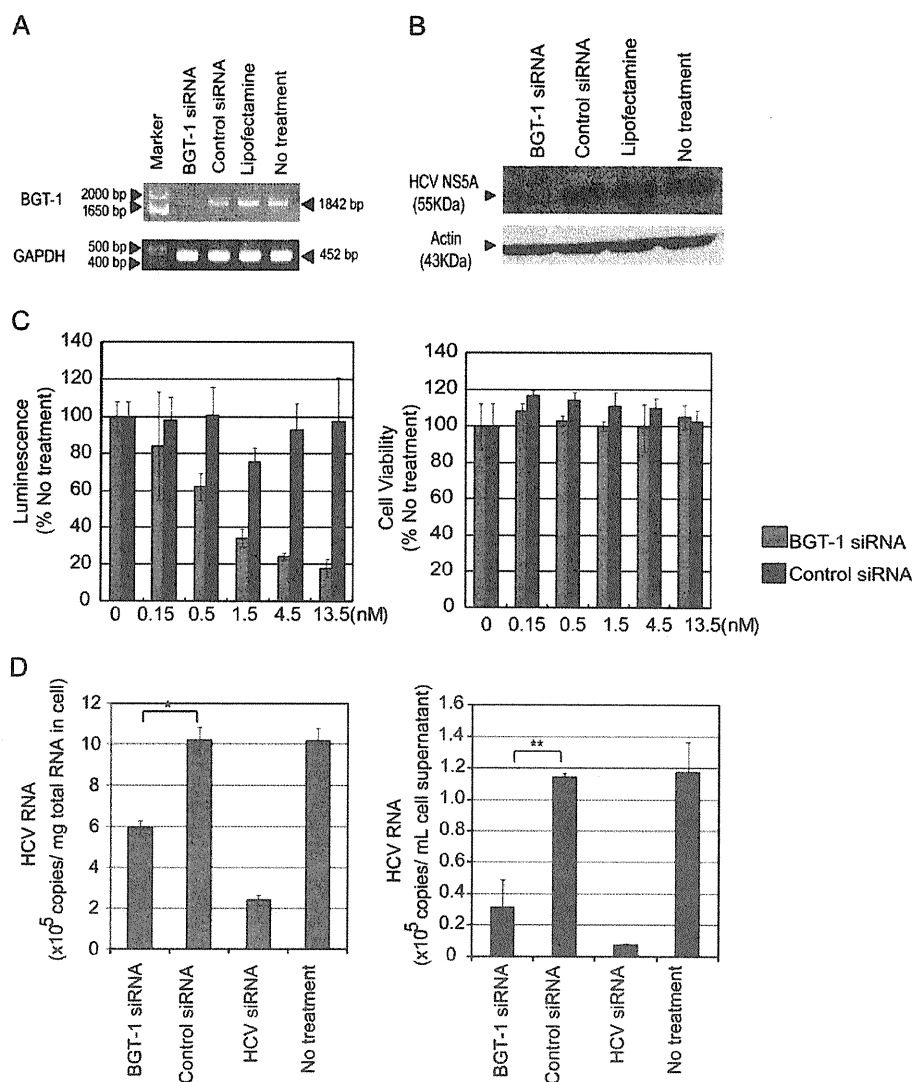 A
Marker
BGT-1 siRNA
Control siRNA
Lipofectamine
No treatment
BGT-1
2000 bp
1650 bp
1842 bp
GAPDH
500 bp
400 bp
452 bp
B
BGT-1 siRNA
Control siRNA
Lipofectamine
No treatment
HCV NS5A
(55KDa)
Actin
(43KDa)
C
Luminescence
(% No treatment)
140
120
100
80
60
40
20
0
0 0.15 0.5 1.5 4.5 13.5(nM)
Cell Viability
(% No treatment)
140
120
100
80
60
40
20
0
0 0.15 0.5 1.5 4.5 13.5(nM)
BGT-1 siRNA
Control siRNA
D
HCV RNA
(x10⁵ copies/ mg total RNA in cell)
12
10
8
6
4
2
0
*
BGT-1 siRNA
Control siRNA
HCV siRNA
No treatment
HCV RNA
(x10⁵ copies/ mL cell supernatant)
1.6
1.4
1.2
1.0
0.8
0.6
0.4
0.2
0
**
BGT-1 siRNA
Control siRNA
HCV siRNA
No treatment